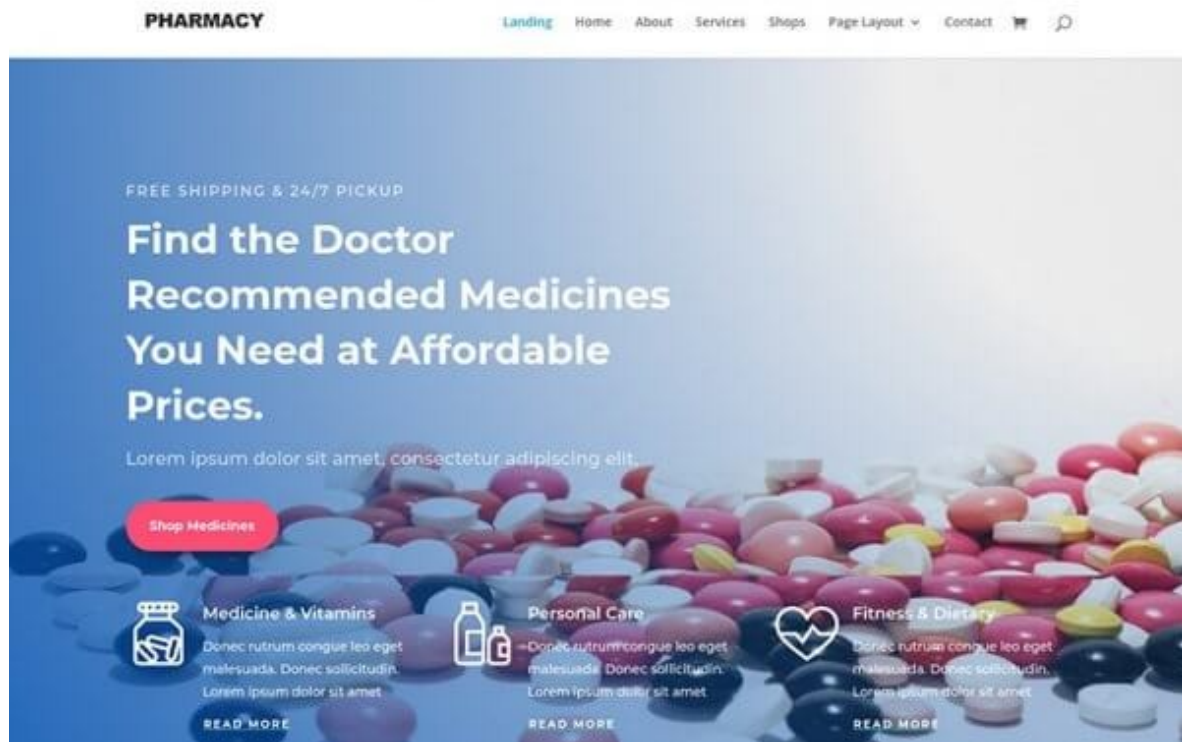 PHARMACY
Landing Home About Services Shops Page Layout Contact
FREE SHIPPING & 24/7 PICKUP
Find the Doctor
Recommended Medicines
You Need at Affordable
Prices.
Lorem ipsum dolor sit amet, consectetur adipiscing elit.
Shop Medicines
Medicine & Vitamins
Donec rutrum congue leo eget
malesuada. Donec sollicitudin.
Lorem ipsum dolor sit amet
READ MORE
Personal Care
Donec rutrum congue leo eget
malesuada. Donec sollicitudin.
Lorem ipsum dolor sit amet
READ MORE
Fitness & Dietary
Donec rutrum congue leo eget
malesuada. Donec sollicitudin.
Lorem ipsum dolor sit amet
READ MORE